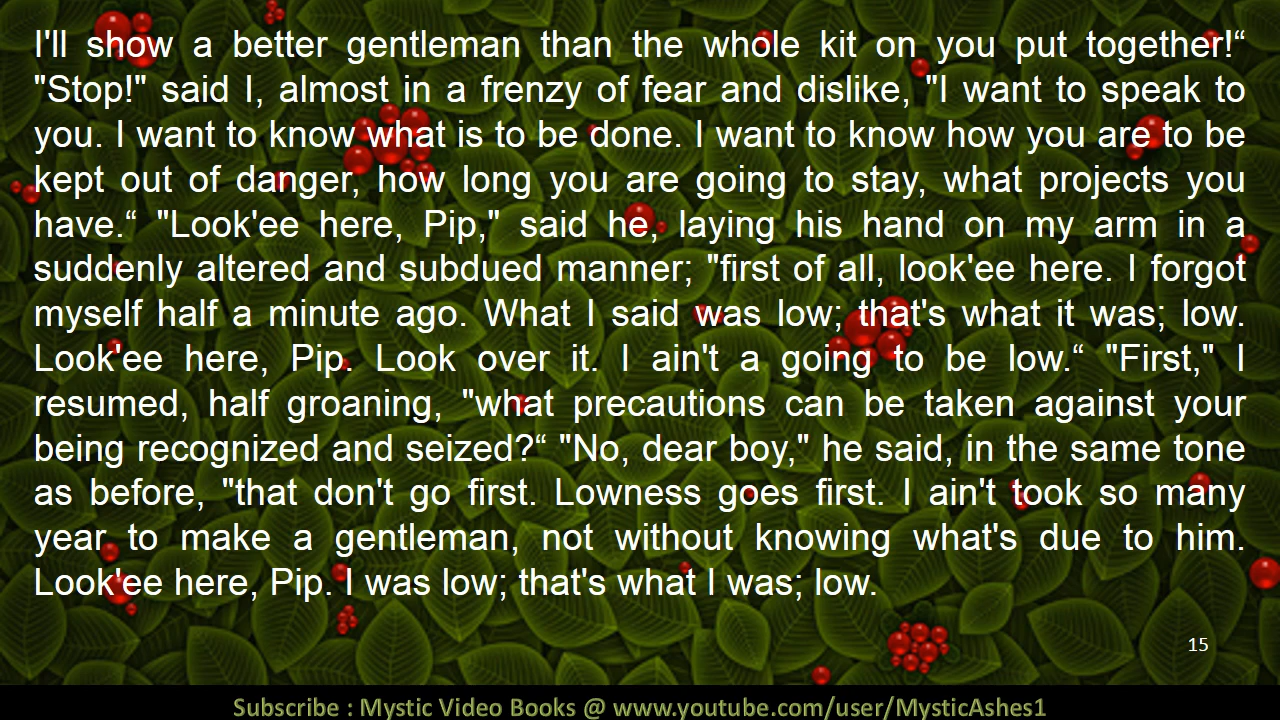 I'll show a better gentleman than the whole kit on you put together!“
"Stop!" said I, almost in a frenzy of fear and dislike, "I want to speak to
you. I want to know what is to be done. I want to know how you are to be
kept out of danger, how long you are going to stay, what projects you
have.“ "Look'ee here, Pip," said he, laying his hand on my arm in a
suddenly altered and subdued manner; "first of all, look'ee here. I forgot
myself half a minute ago. What I said was low; that's what it was; low.
Look'ee here, Pip. Look over it. I ain't a going to be low.“ "First," I
resumed, half groaning, "what precautions can be taken against your
being recognized and seized?“ "No, dear boy," he said, in the same tone
as before, "that don't go first. Lowness goes first. I ain't took so many
year to make a gentleman, not without knowing what's due to him.
Look'ee here, Pip. I was low; that's what I was; low.
15
Subscribe : Mystic Video Books @ www.youtube.com/user/MysticAshes1